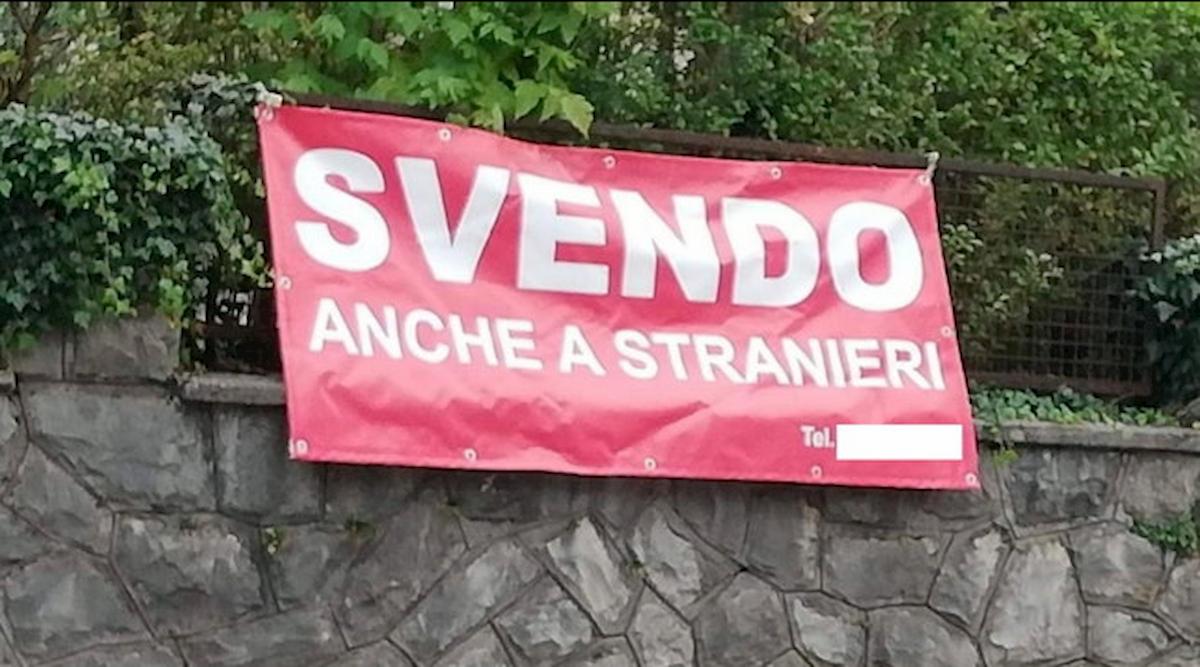 SVENDO
ANCHE A STRANIERI
Tel.